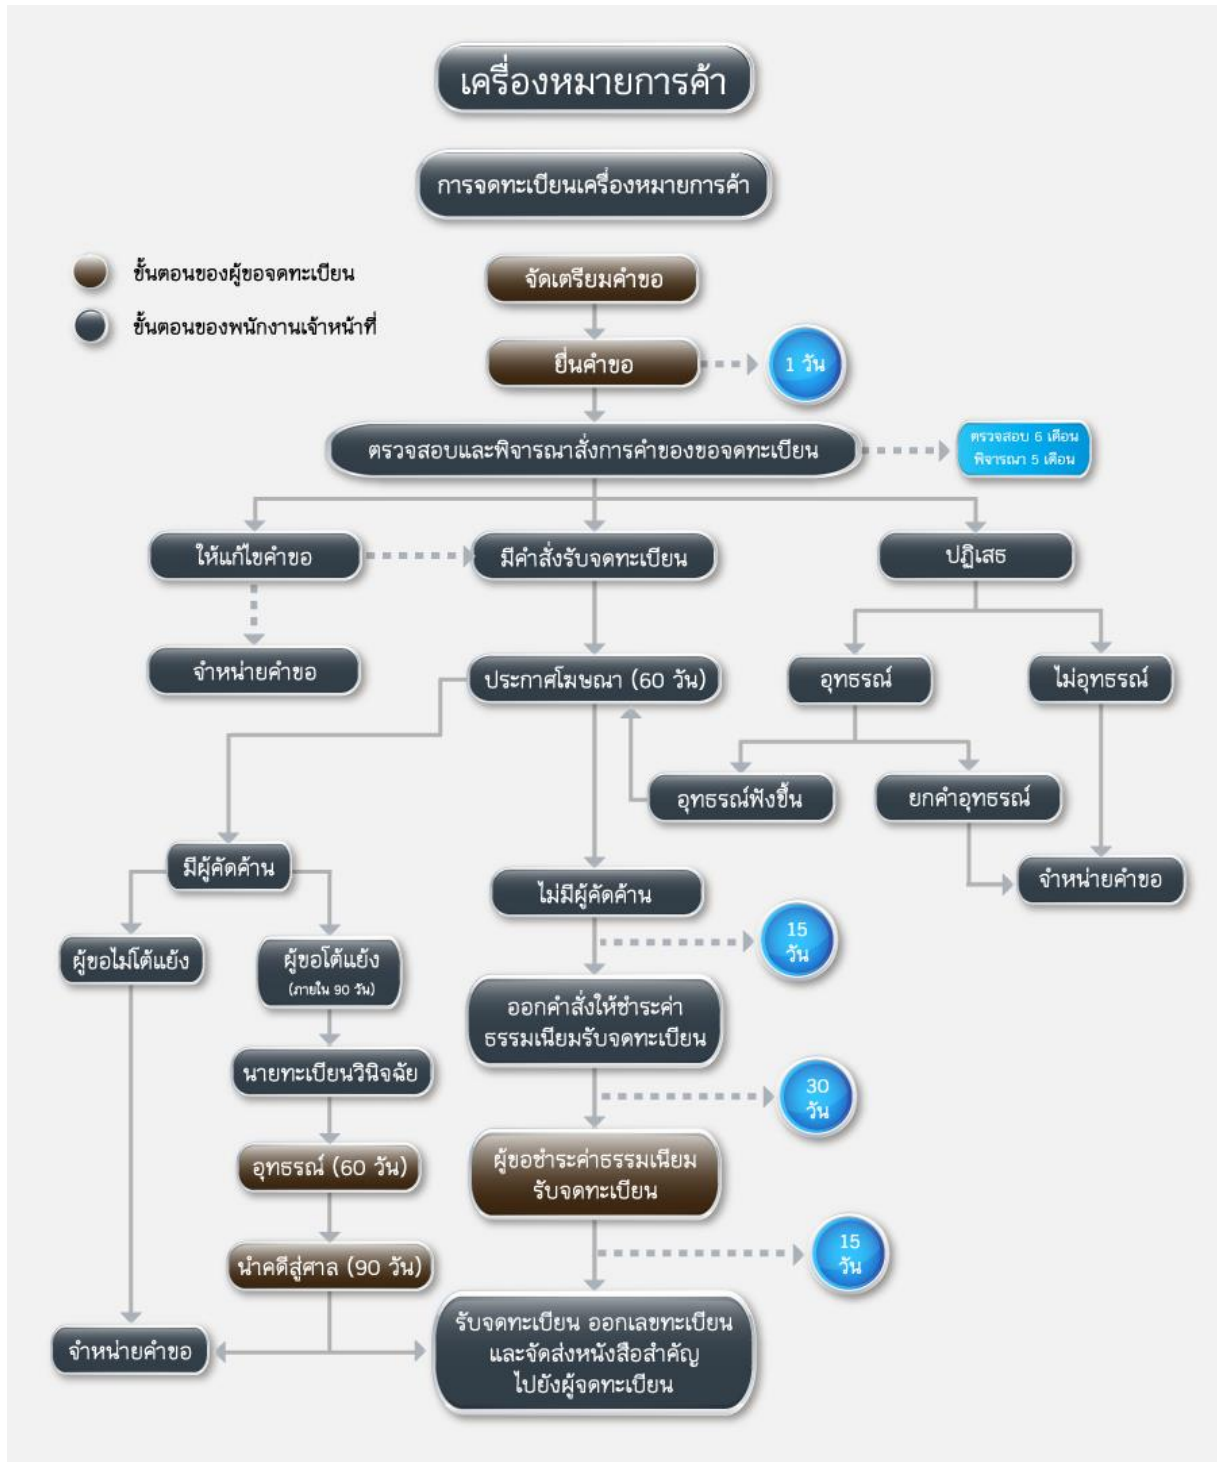 เครื่องหมายการค้า
การจดทะเบียนเครื่องหมายการค้า
ขั้นตอนของผู้ขอจดทะเบียน
ขั้นตอนของพนักงานเจ้าหน้าที่
จัดเตรียมคำขอ
ยื่นคำขอ
1 วัน
ตรวจสอบและพิจารณาสั่งการคำของขอจดทะเบียน
ตรวจสอบ 6 เดือน
พิจารณา 5 เดือน
ให้แก้ไขคำขอ
มีคำสั่งรับจดทะเบียน
ปฏิเสธ
จำหน่ายคำขอ
ประกาศโฆษณา (60 วัน)
อุทธรณ์
ไม่อุทธรณ์
อุทธรณ์ฟังขึ้น
ยกคำอุทธรณ์
มีผู้คัดค้าน
ไม่มีผู้คัดค้าน
จำหน่ายคำขอ
ผู้ขอไม่โต้แย้ง
ผู้ขอโต้แย้ง
(ภายใน 90 วัน)
15
วัน
ออกคำสั่งให้ชำระค่า
ธรรมเนียมรับจดทะเบียน
นายทะเบียนวินิจฉัย
30
วัน
อุทธรณ์ (60 วัน)
ผู้ขอชำระค่าธรรมเนียม
รับจดทะเบียน
นำคดีสู่ศาล (90 วัน)
15
วัน
จำหน่ายคำขอ
รับจดทะเบียน ออกเลขทะเบียน
และจัดส่งหนังสือสำคัญ
ไปยังผู้จดทะเบียน